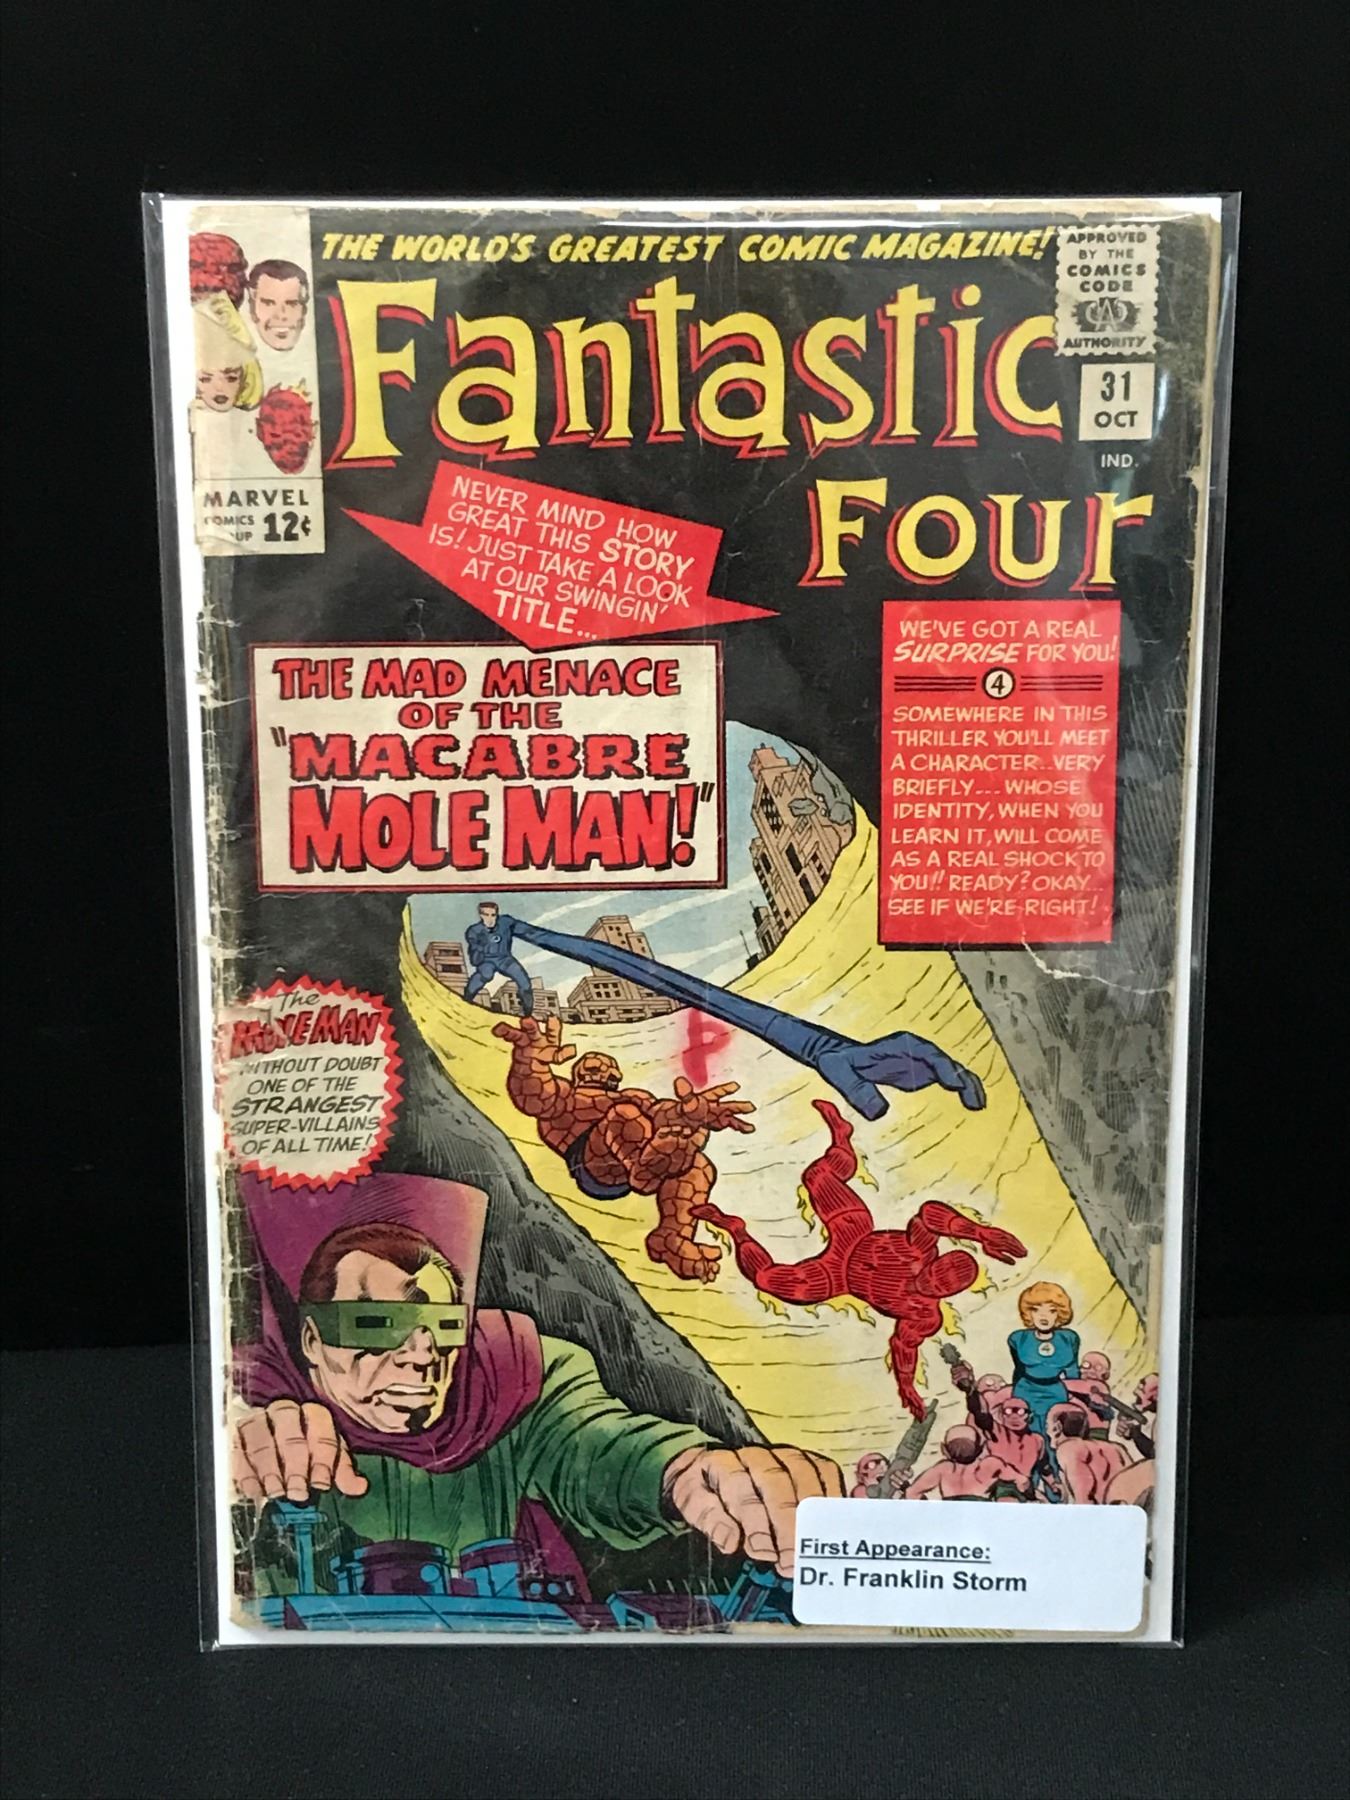 THE WORLD'S GREATEST COMIC MAGAZINE!
FANTASTIC
FOUR
APPROVED
BY THE
COMICS
CODE
CA
AUTHORITY
31
OCT
IND.
MARVEL
COMICS
UP 12¢
NEVER MIND HOW
GREAT THIS STORY
IS! JUST TAKE A LOOK
AT OUR SWINGIN'
TITLE...
THE MAD MENACE
OF THE
"MACABRE
MOLE MAN!"
WE'VE GOT A REAL
SURPRISE FOR YOU!
4
SOMEWHERE IN THIS
THRILLER YOU'LL MEET
A CHARACTER...VERY
BRIEFLY... WHOSE
IDENTITY, WHEN YOU
LEARN IT, WILL COME
AS A REAL SHOCK TO
YOU!! READY? OKAY...
SEE IF WE'RE RIGHT!
The
MOLE MAN
WITHOUT DOUBT
ONE OF THE
STRANGEST
SUPER-VILLAINS
OF ALL TIME!
4
First Appearance:
Dr. Franklin Storm